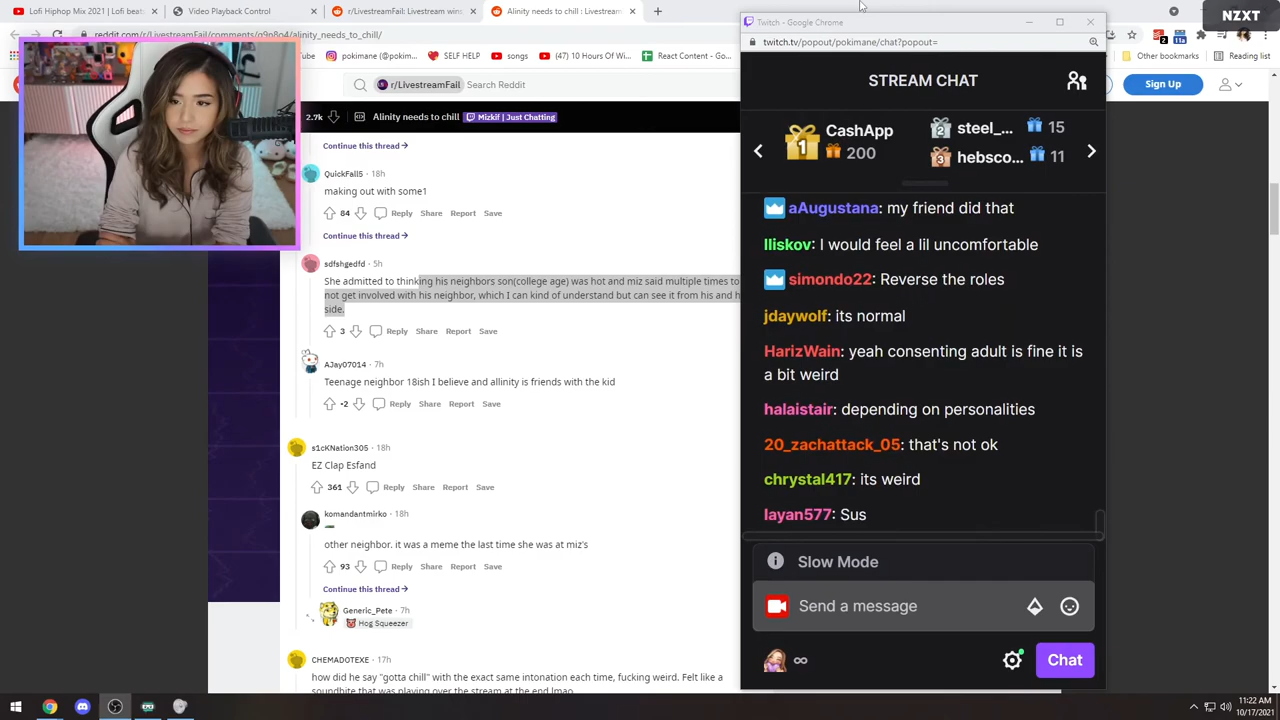 Lofi Hiphop Mix 2021 | Lofi beats
Video Playback Control
r/LivestreamFail: Livestream win
Alinity needs to chill : Livestream
NZXT
reddit.com/r/LivestreamFail/comments/q9n8o4/alinity_needs_to_chill/
Twitch - Google Chrome
twitch.tv/popout/pokimane/chat?popout=
pokimane (@pokim...
SELF HELP
songs
(47) 10 Hours Of Wi...
React Content - Go...
Other bookmarks
Reading list
r/LivestreamFail
Search Reddit
Sign Up
2.7k
Alinity needs to chill
Mizkif | Just Chatting
Continue this thread
QuickFall5 · 18h
making out with some1
84 Reply Share Report Save
Continue this thread
sdfshgedfd · 5h
She admitted to thinking his neighbors son(college age) was hot and miz said multiple times to
not get involved with his neighbor, which I can kind of understand but can see it from his and h
side.
3 Reply Share Report Save
AJay07014 · 7h
Teenage neighbor 18ish I believe and allinity is friends with the kid
-2 Reply Share Report Save
s1cKNation305 · 18h
EZ Clap Esfand
361 Reply Share Report Save
komandantmirko · 18h
other neighbor. it was a meme the last time she was at miz's
93 Reply Share Report Save
Continue this thread
Generic_Pete · 7h
Hog Squeezer
CHEMADOTEXE · 17h
how did he say "gotta chill" with the exact same intonation each time, fucking weird. Felt like a
soundbite that was playing over the stream at the end lmao
STREAM CHAT
1 CashApp
200
2 steel_... 15
3 hebsco... 11
aAugustana: my friend did that
lliskov: I would feel a lil uncomfortable
simondo22: Reverse the roles
jdaywolf: its normal
HarizWain: yeah consenting adult is fine it is
a bit weird
halaistair: depending on personalities
20_zachattack_05: that's not ok
chrystal417: its weird
layan577: Sus
Slow Mode
Send a message
∞
Chat
11:22 AM
10/17/2021